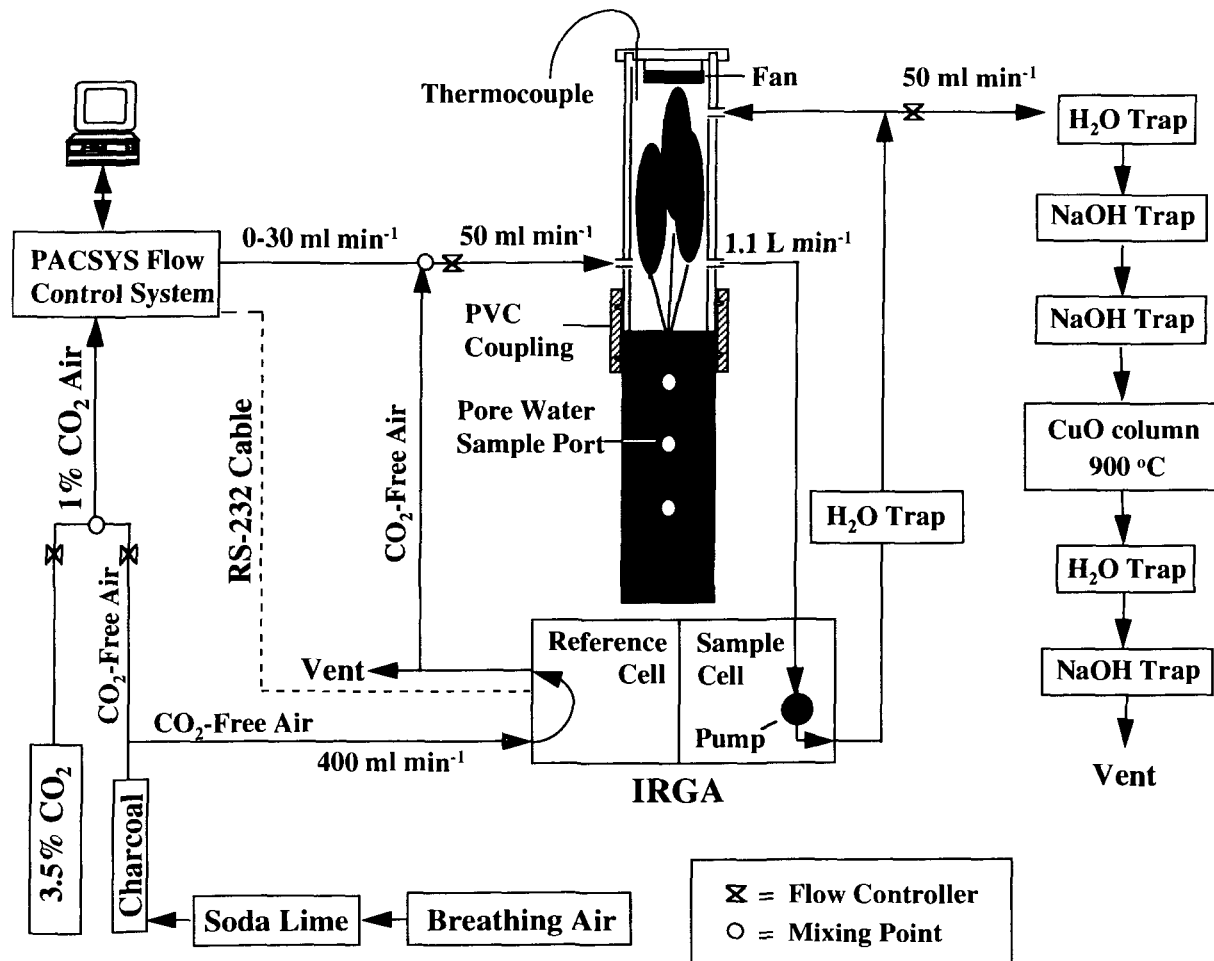 Thermocouple
Fan
50 ml min⁻¹
H₂O Trap
NaOH Trap
NaOH Trap
CuO column
900 °C
H₂O Trap
NaOH Trap
Vent
PACSYS Flow
Control System
0-30 ml min⁻¹
50 ml min⁻¹
1.1 L min⁻¹
PVC
Coupling
Pore Water
Sample Port
1% CO₂ Air
RS-232 Cable
CO₂-Free Air
H₂O Trap
CO₂-Free Air
Vent
Reference
Cell
Sample
Cell
Pump
IRGA
CO₂-Free Air
400 ml min⁻¹
3.5% CO₂
Charcoal
Soda Lime
Breathing Air
= Flow Controller
= Mixing Point